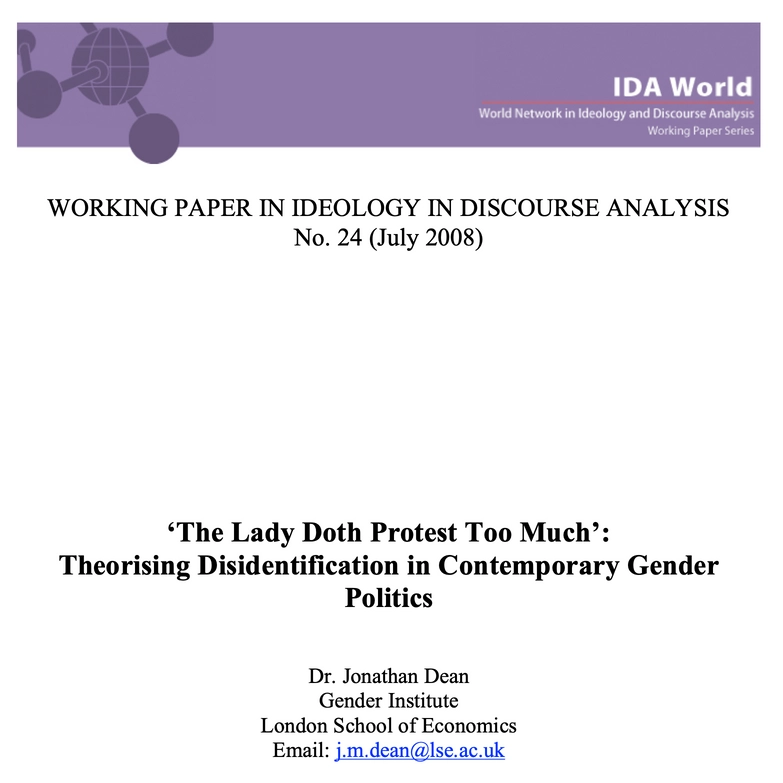 IDA World
World Network in Ideology and Discourse Analysis
Working Paper Series
WORKING PAPER IN IDEOLOGY IN DISCOURSE ANALYSIS
No. 24 (July 2008)
‘The Lady Doth Protest Too Much’:
Theorising Disidentification in Contemporary Gender
Politics
Dr. Jonathan Dean
Gender Institute
London School of Economics
Email: j.m.dean@lse.ac.uk